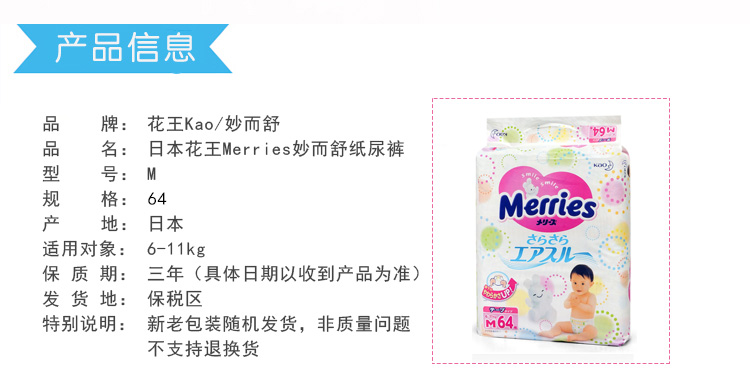 产品信息
品 牌： 花王Kao/妙而舒
品 名： 日本花王Merries妙而舒纸尿裤
型 号： M
规 格： 64
产 地： 日本
适用对象： 6-11kg
保 质 期： 三年（具体日期以收到产品为准）
发 货 地： 保税区
特别说明： 新老包装随机发货，非质量问题
不支持退换货
M64
Kao
Smile Smile
Merries
メリーズ
さらさら
エアスルー
UP!
M64